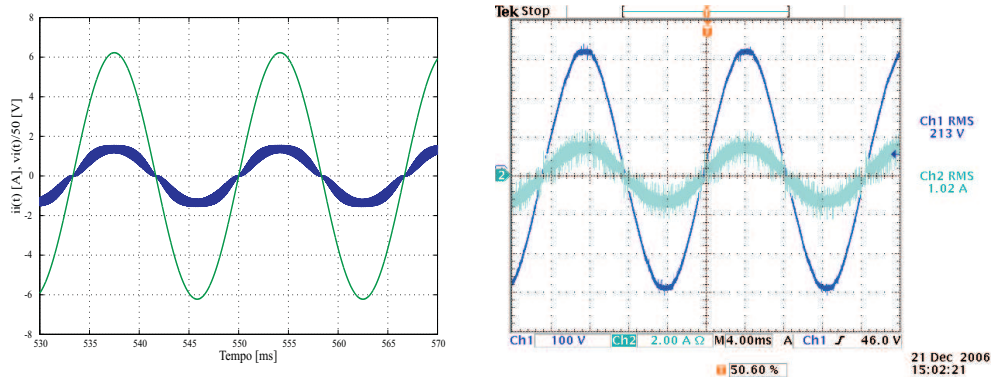 8
6
4
2
0
-2
-4
-6
-8
ii(t) [A], vi(t)/50 [V]
530 535 540 545 550 555 560 565 570
Tempo [ms]
Tek Stop
T
T
2
Ch1 RMS
213 V
Ch2 RMS
1.02 A
Ch1 100 V Ch2 2.00 A Ω M 4.00ms A Ch1 ƒ 46.0 V
T 50.60 %
21 Dec 2006
15:02:21